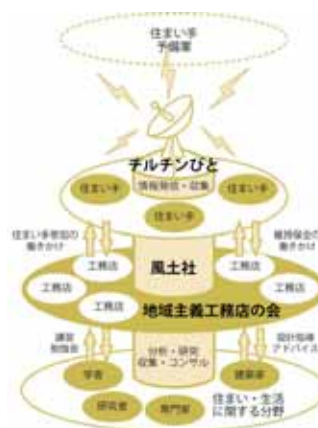 住まい手
予備軍
チルチンびと
住まい手
情報発信・収集
住まい手
住まい手
住まい手参加の
働きかけ
維持保全の
働きかけ
工務店
風土社
工務店
工務店
工務店
工務店
地域主義工務店の会
講習
勉強会
分析・研究
収集・コンサル
設計指導
アドバイス
学者
建築家
研究者
専門家
住まい・生活
に関する分野